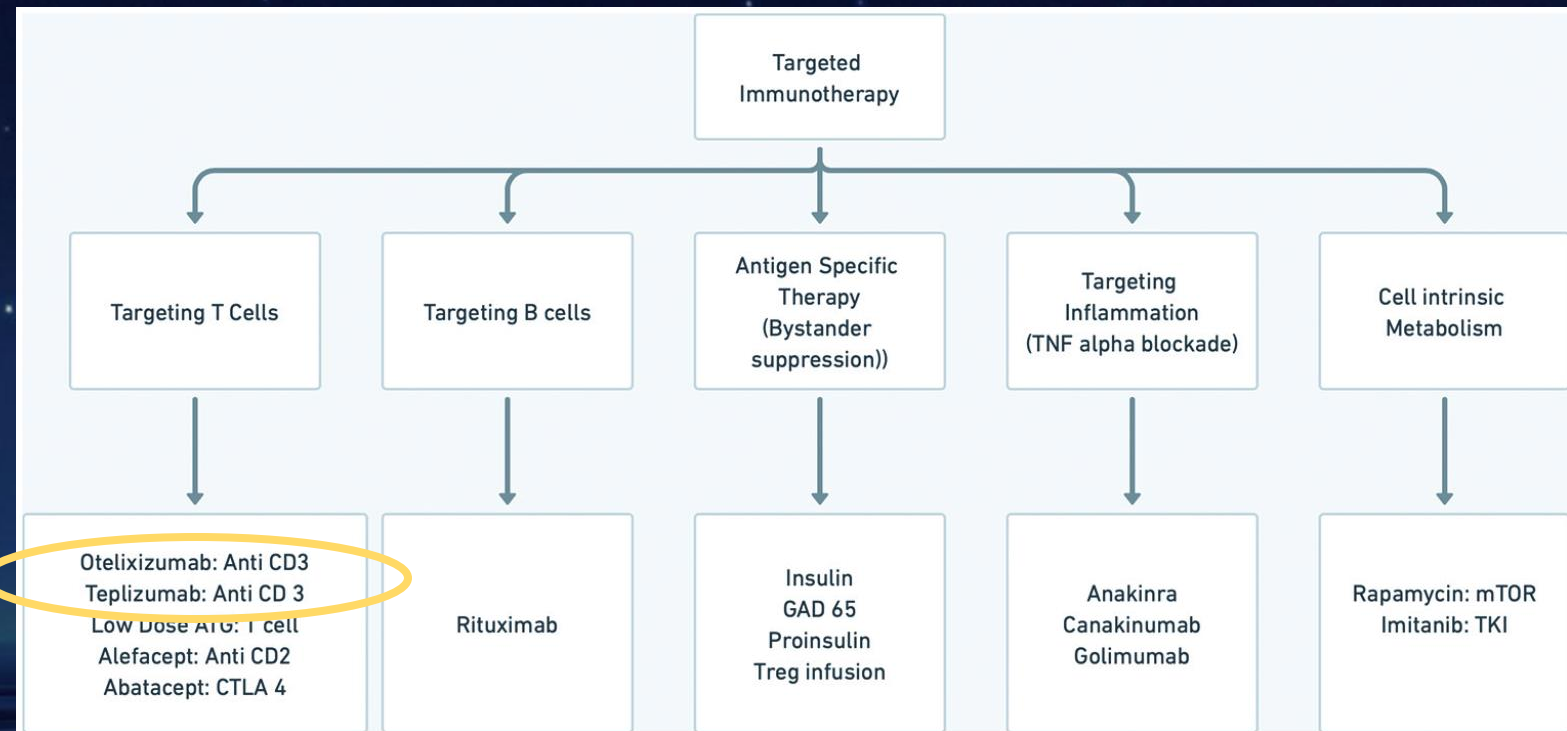 Targeted
Immunotherapy
Targeting T Cells
Targeting B cells
Antigen Specific
Therapy
(Bystander
suppression))
Targeting
Inflammation
(TNF alpha blockade)
Cell intrinsic
Metabolism
Otelixizumab: Anti CD3
Teplizumab: Anti CD 3
Low Dose ATG: T cell
Alefacept: Anti CD2
Abatacept: CTLA 4
Rituximab
Insulin
GAD 65
Proinsulin
Treg infusion
Anakinra
Canakinumab
Golimumab
Rapamycin: mTOR
Imitanib: TKI